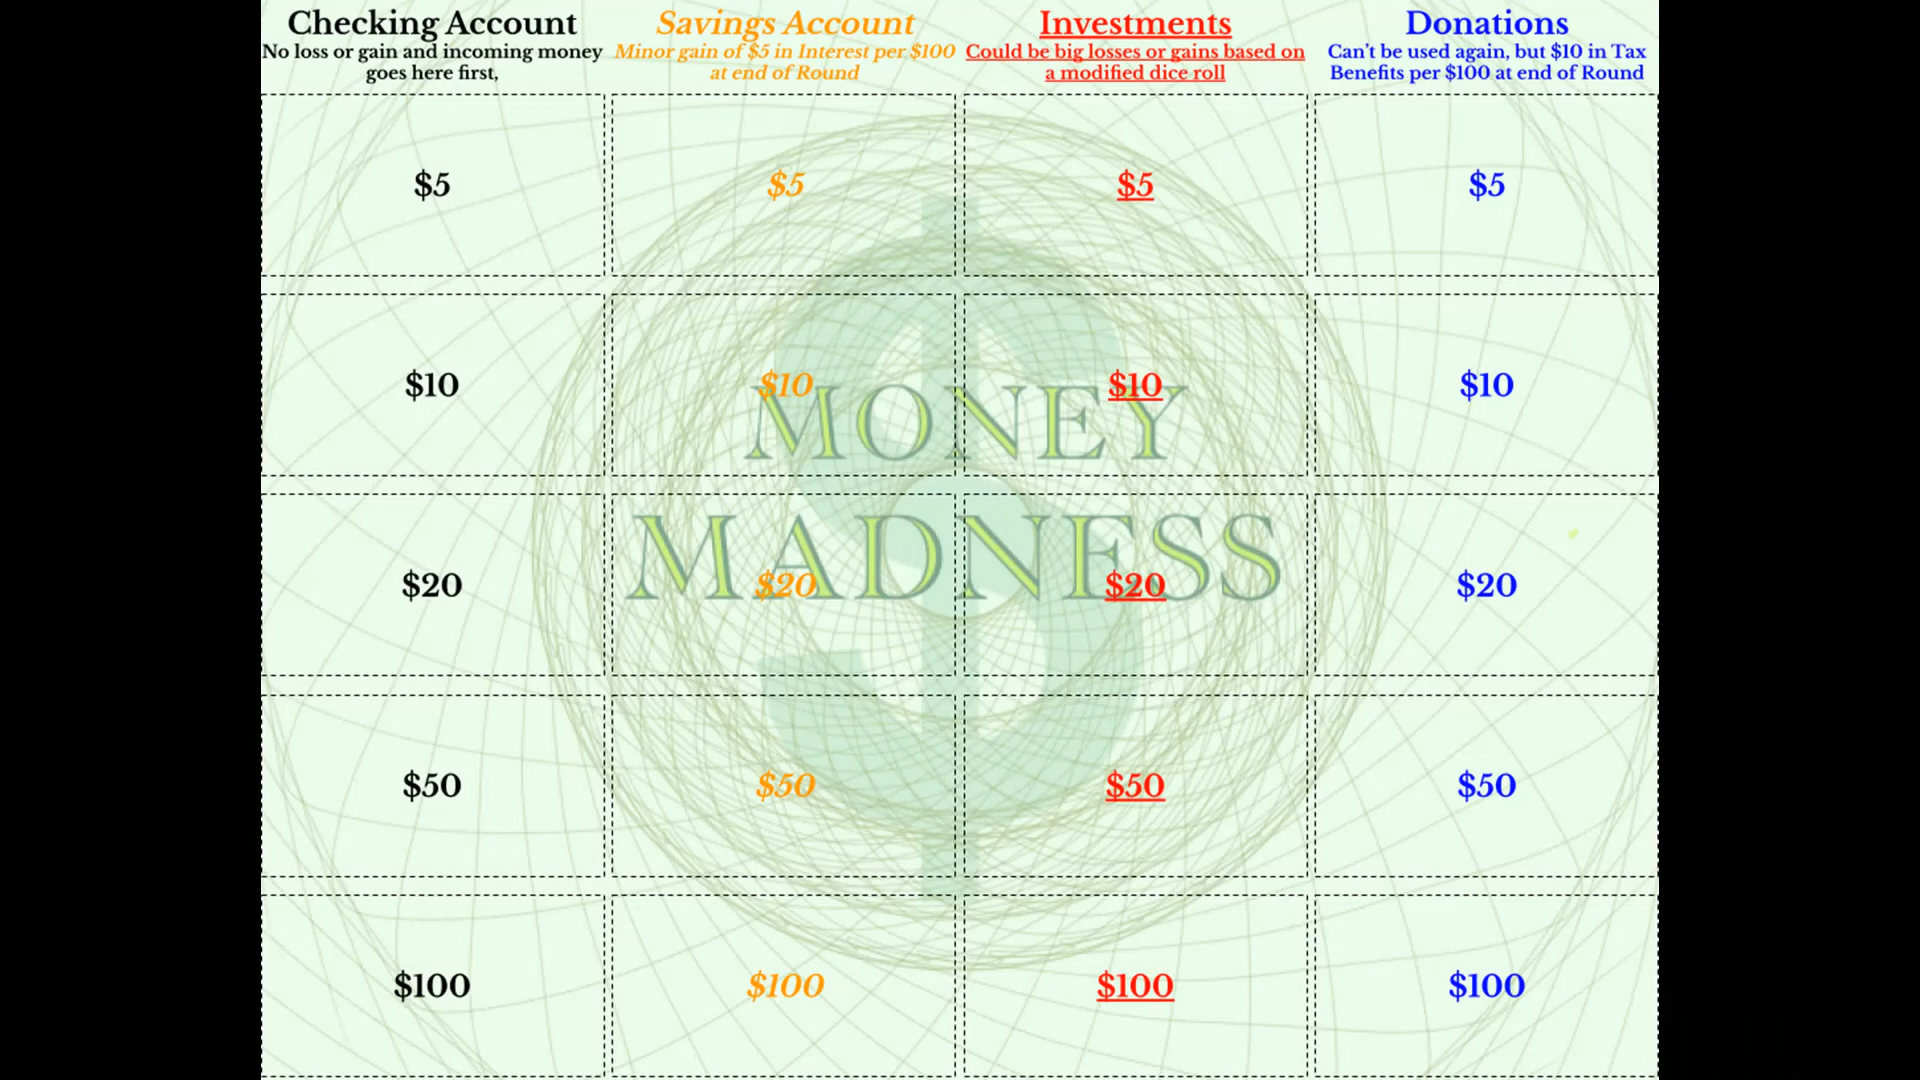 Checking Account
No loss or gain and incoming money
goes here first,
Savings Account
Minor gain of $5 in Interest per $100
at end of Round
Investments
Could be big losses or gains based on
a modified dice roll
Donations
Can't be used again, but $10 in Tax
Benefits per $100 at end of Round
$5 $5 $5 $5
$10 $10 $10 $10
MONEY
MADNESS
$20 $20 $20 $20
$50 $50 $50 $50
$100 $100 $100 $100